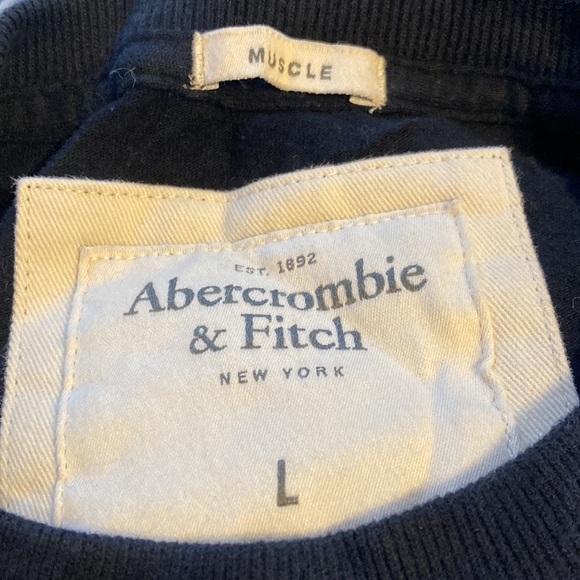 MUSCLE
EST. 1892
Abercrombie
& Fitch
NEW YORK
L